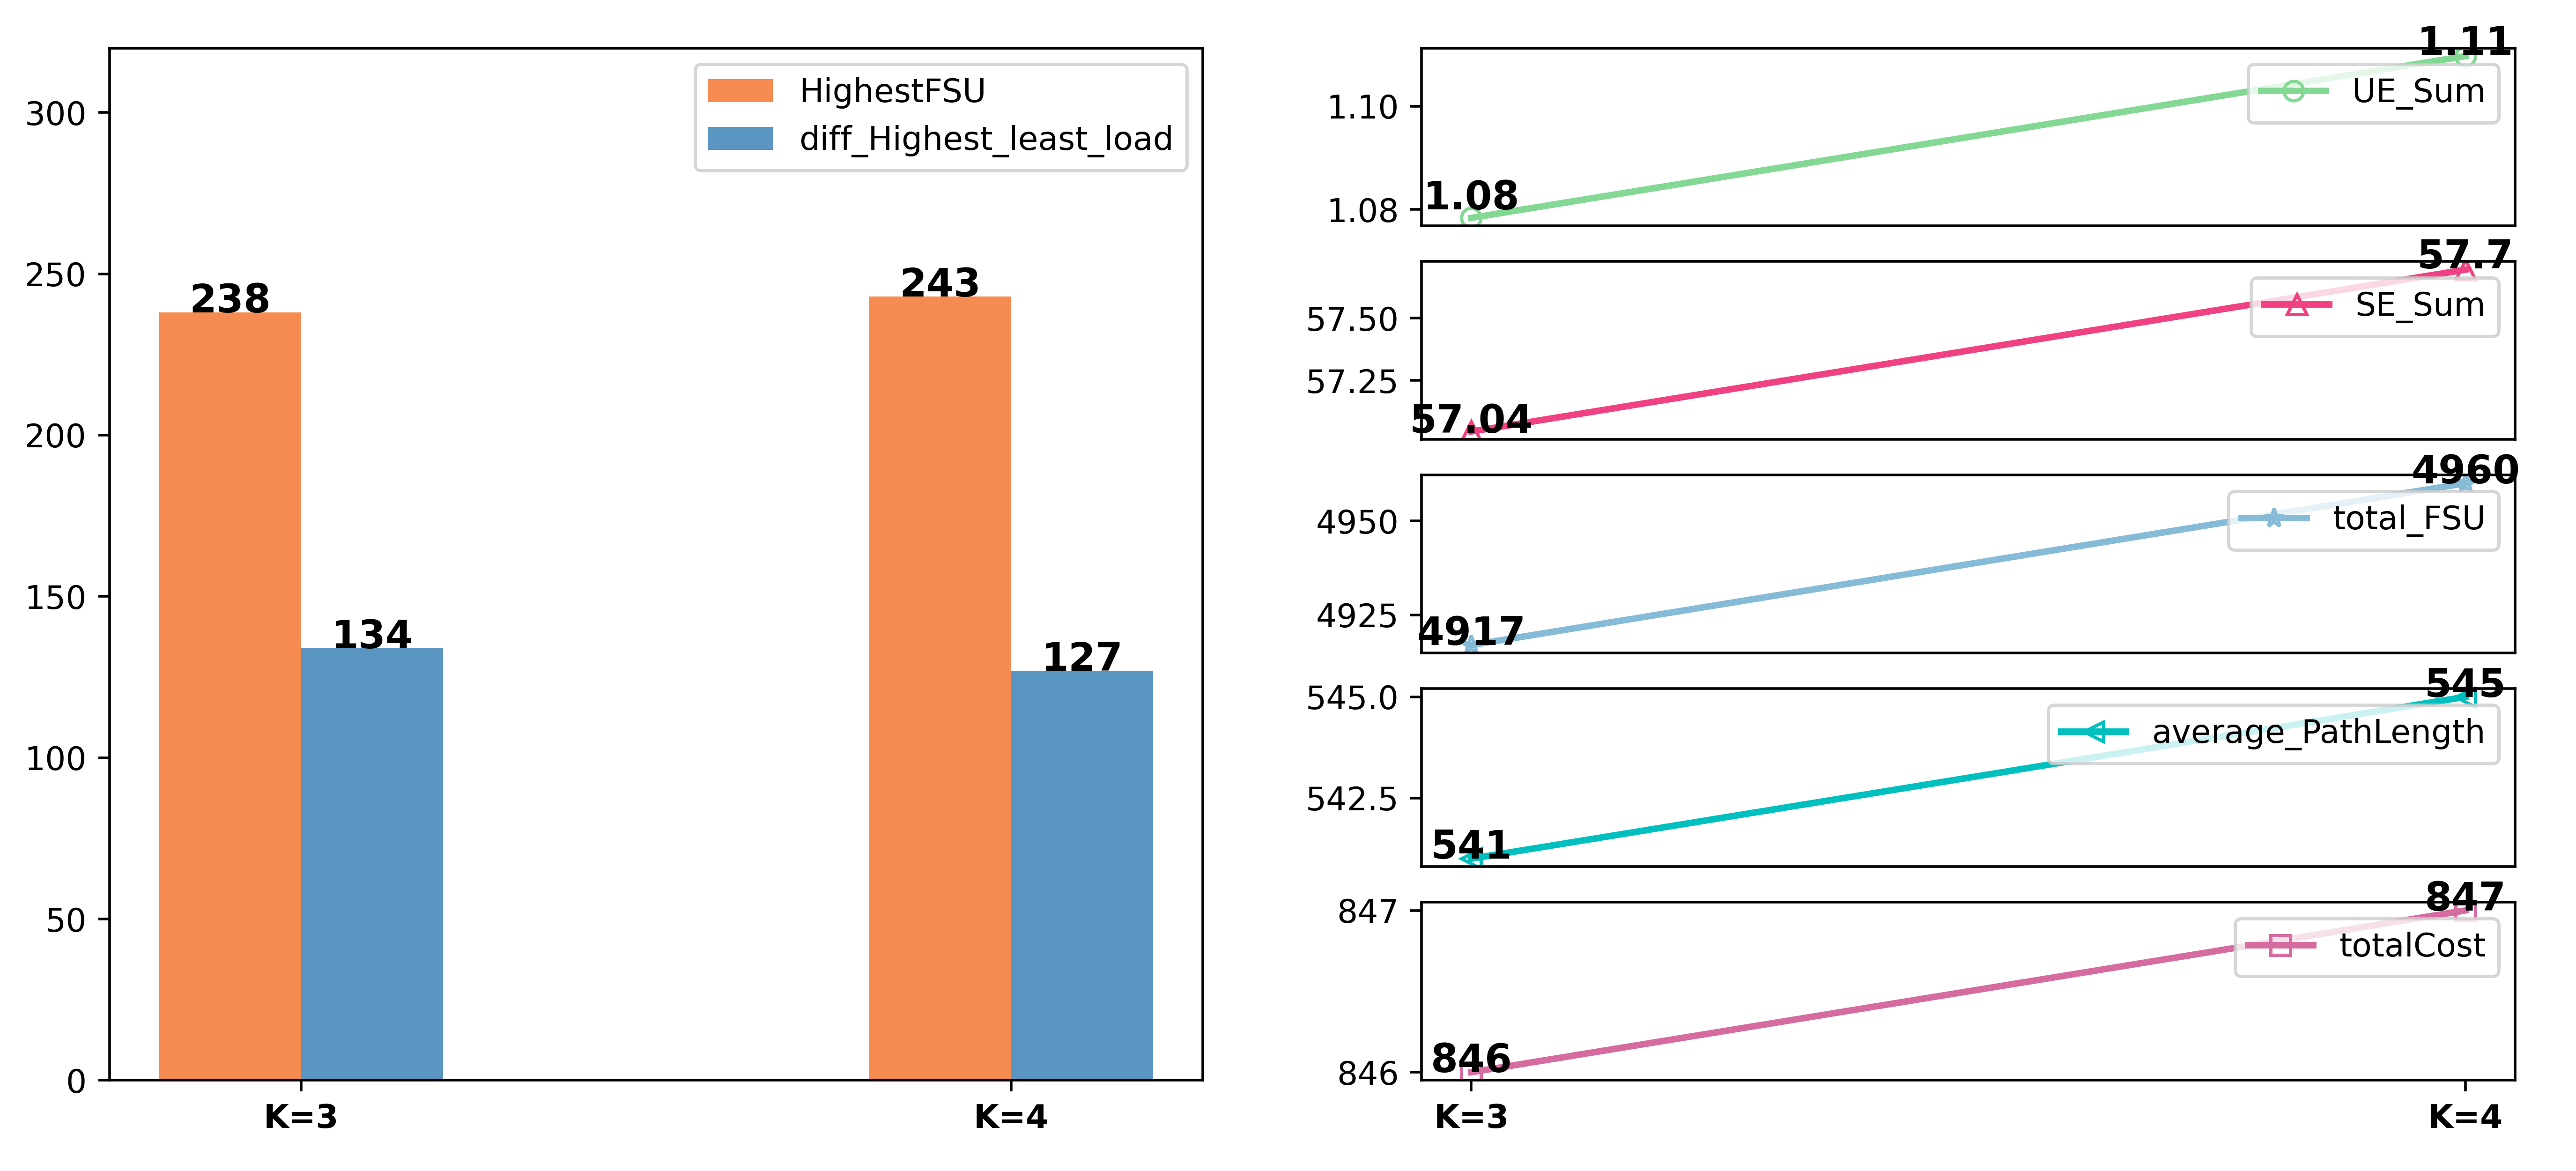 HighestFSU
diff_Highest_least_load
300
250
200
150
100
50
0
238
134
243
127
K=3
K=4
1.11
UE_Sum
1.10
1.08
1.08
57.7
SE_Sum
57.50
57.25
57.04
4960
total_FSU
4950
4925
4917
545
545.0
average_PathLength
542.5
541
847
847
totalCost
846
846
K=3
K=4